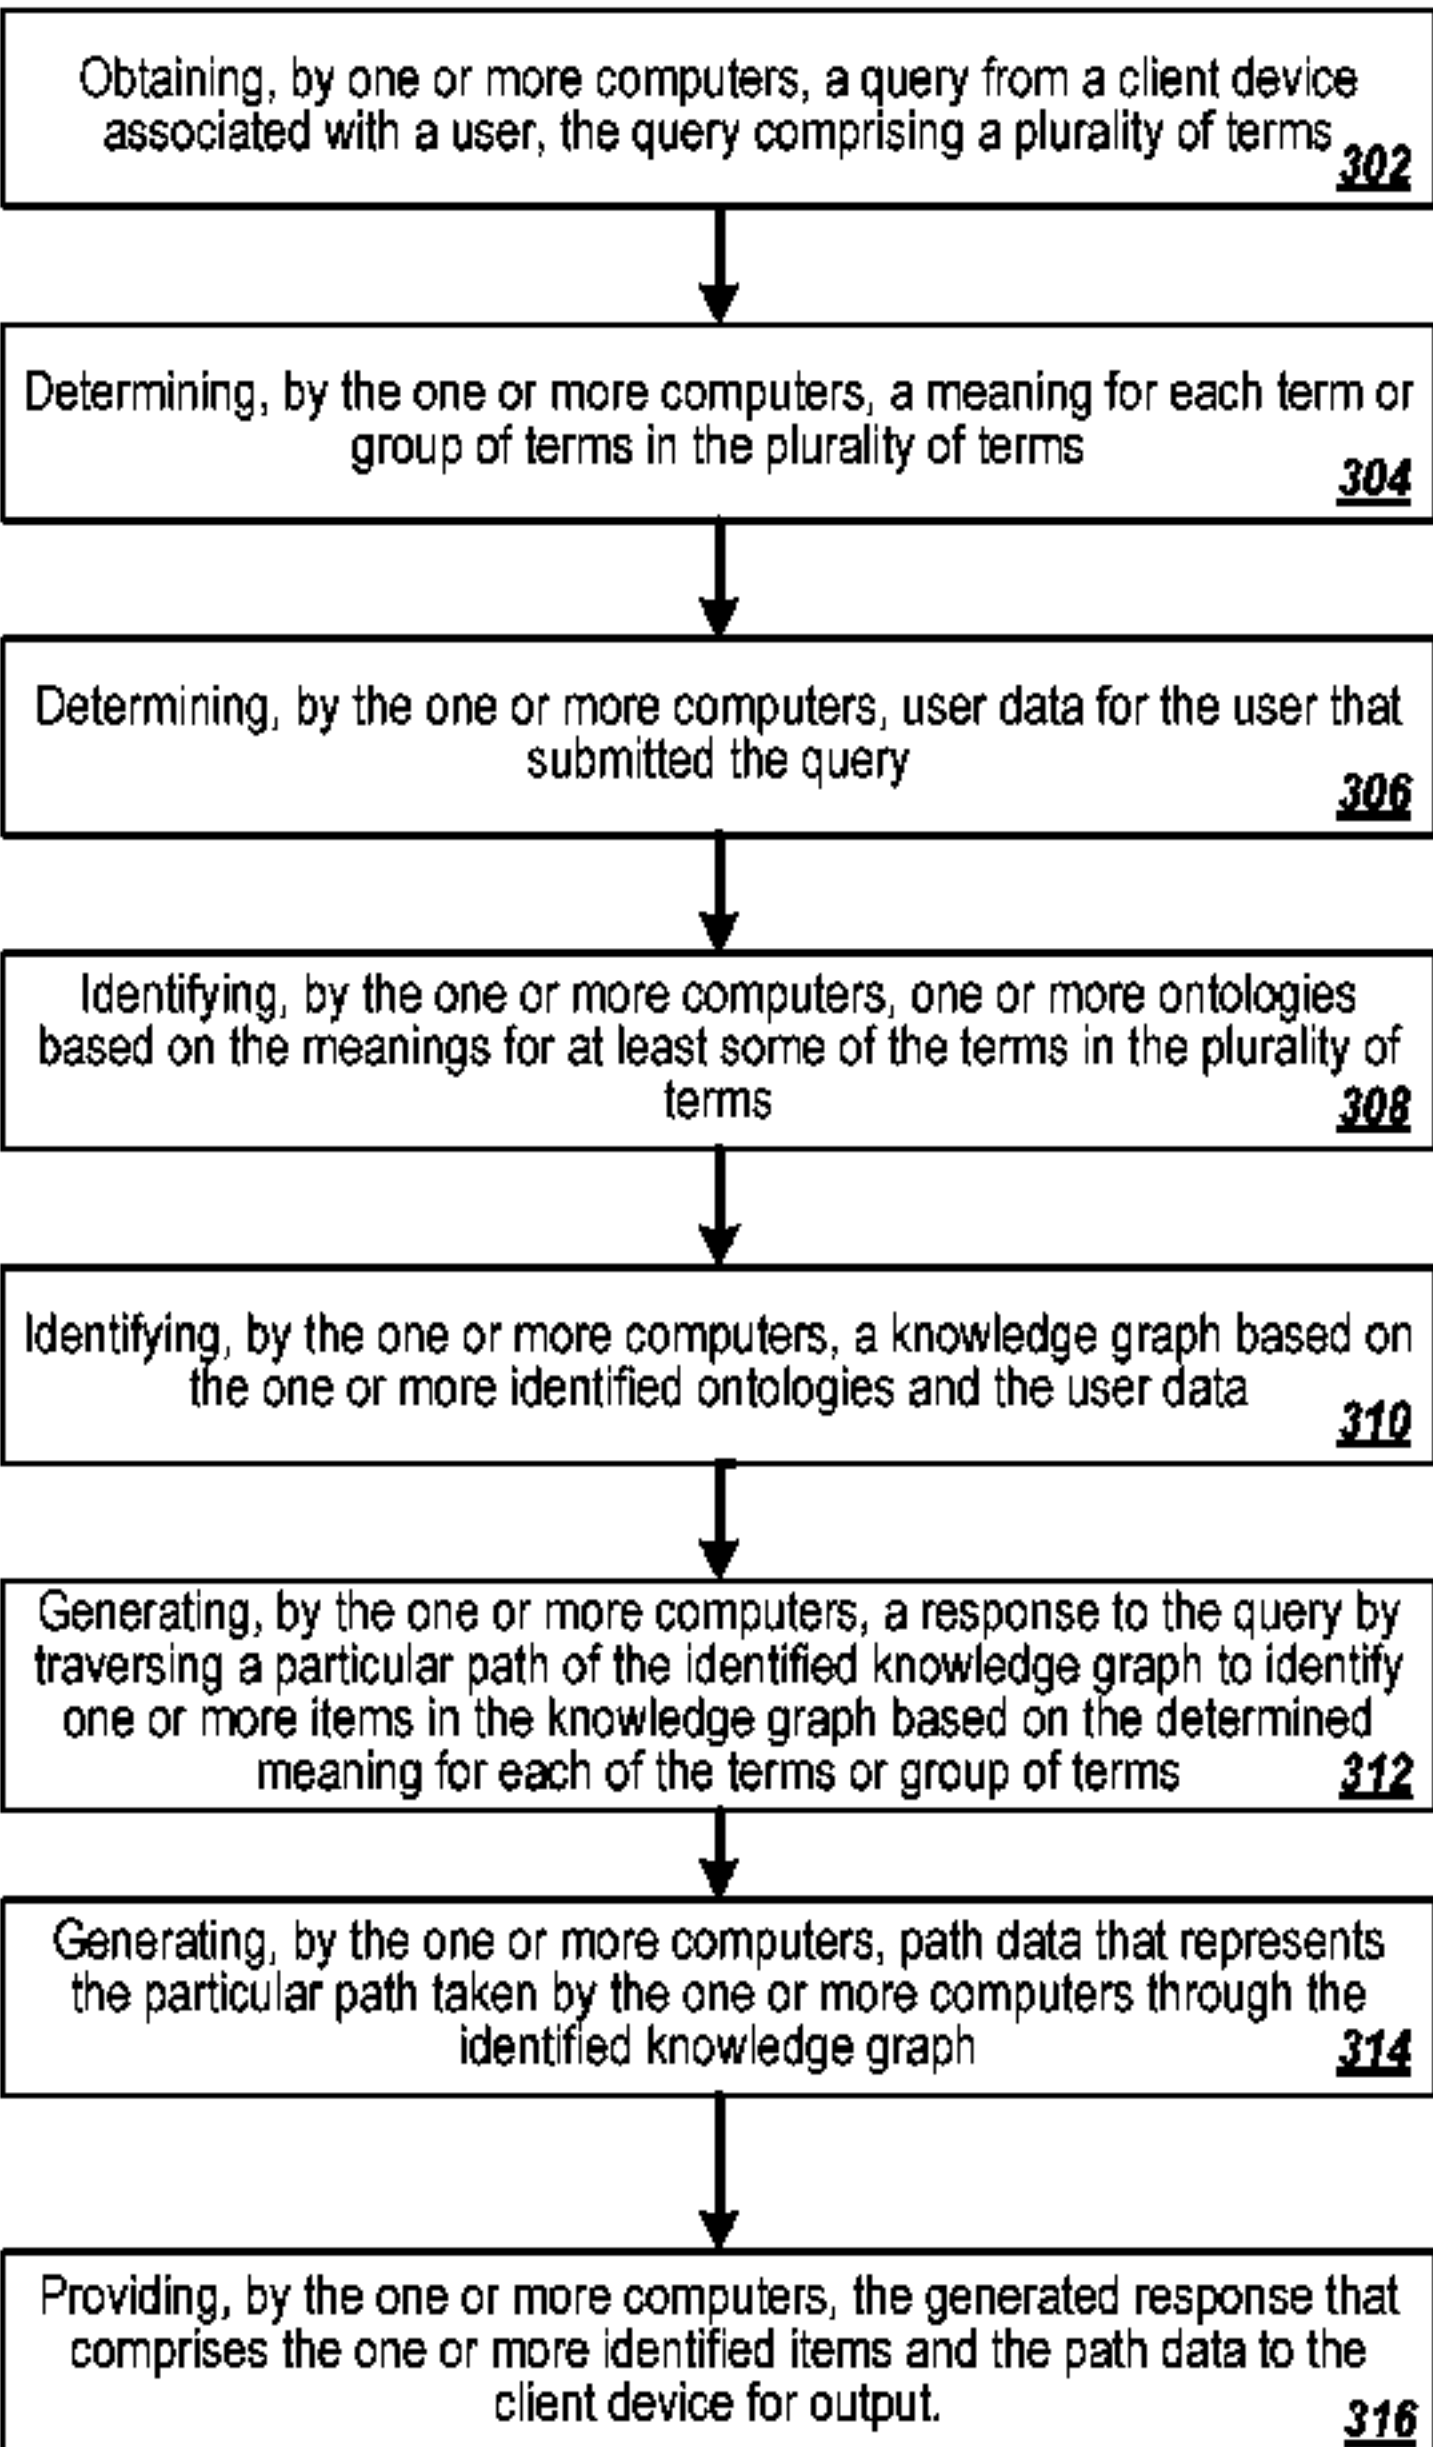 Obtaining, by one or more computers, a query from a client device
associated with a user, the query comprising a plurality of terms
302
Determining, by the one or more computers, a meaning for each term or
group of terms in the plurality of terms
304
Determining, by the one or more computers, user data for the user that
submitted the query
306
Identifying, by the one or more computers, one or more ontologies
based on the meanings for at least some of the terms in the plurality of
terms
308
Identifying, by the one or more computers, a knowledge graph based on
the one or more identified ontologies and the user data
310
Generating, by the one or more computers, a response to the query by
traversing a particular path of the identified knowledge graph to identify
one or more items in the knowledge graph based on the determined
meaning for each of the terms or group of terms
312
Generating, by the one or more computers, path data that represents
the particular path taken by the one or more computers through the
identified knowledge graph
314
Providing, by the one or more computers, the generated response that
comprises the one or more identified items and the path data to the
client device for output.
316